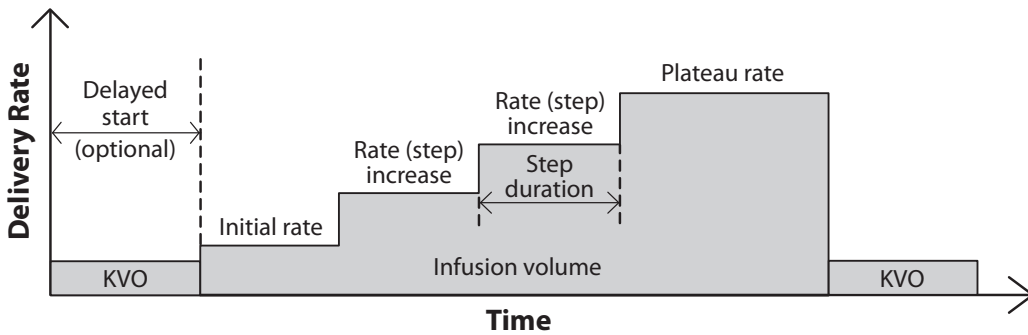 Delivery Rate
Delayed
start
(optional)
KVO
Initial rate
Rate (step)
increase
Rate (step)
increase
Step
duration
Plateau rate
Infusion volume
KVO
Time